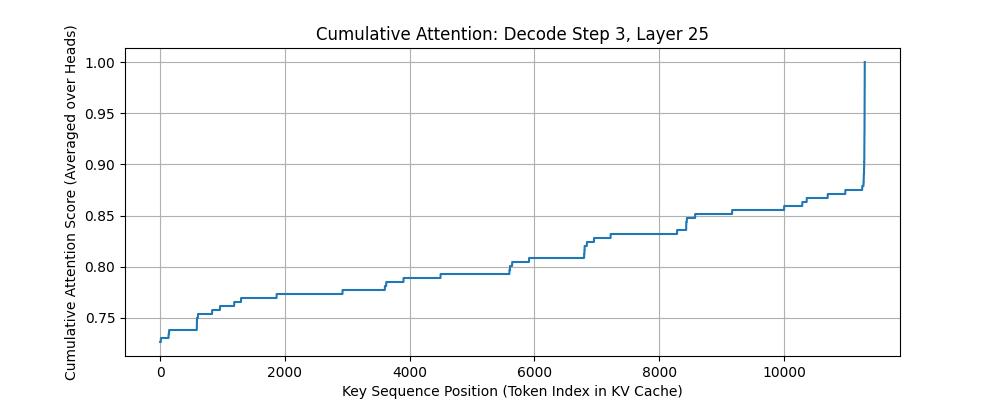 Cumulative Attention: Decode Step 3, Layer 25
Cumulative Attention Score (Averaged over Heads)
1.00
0.95
0.90
0.85
0.80
0.75
0 2000 4000 6000 8000 10000
Key Sequence Position (Token Index in KV Cache)